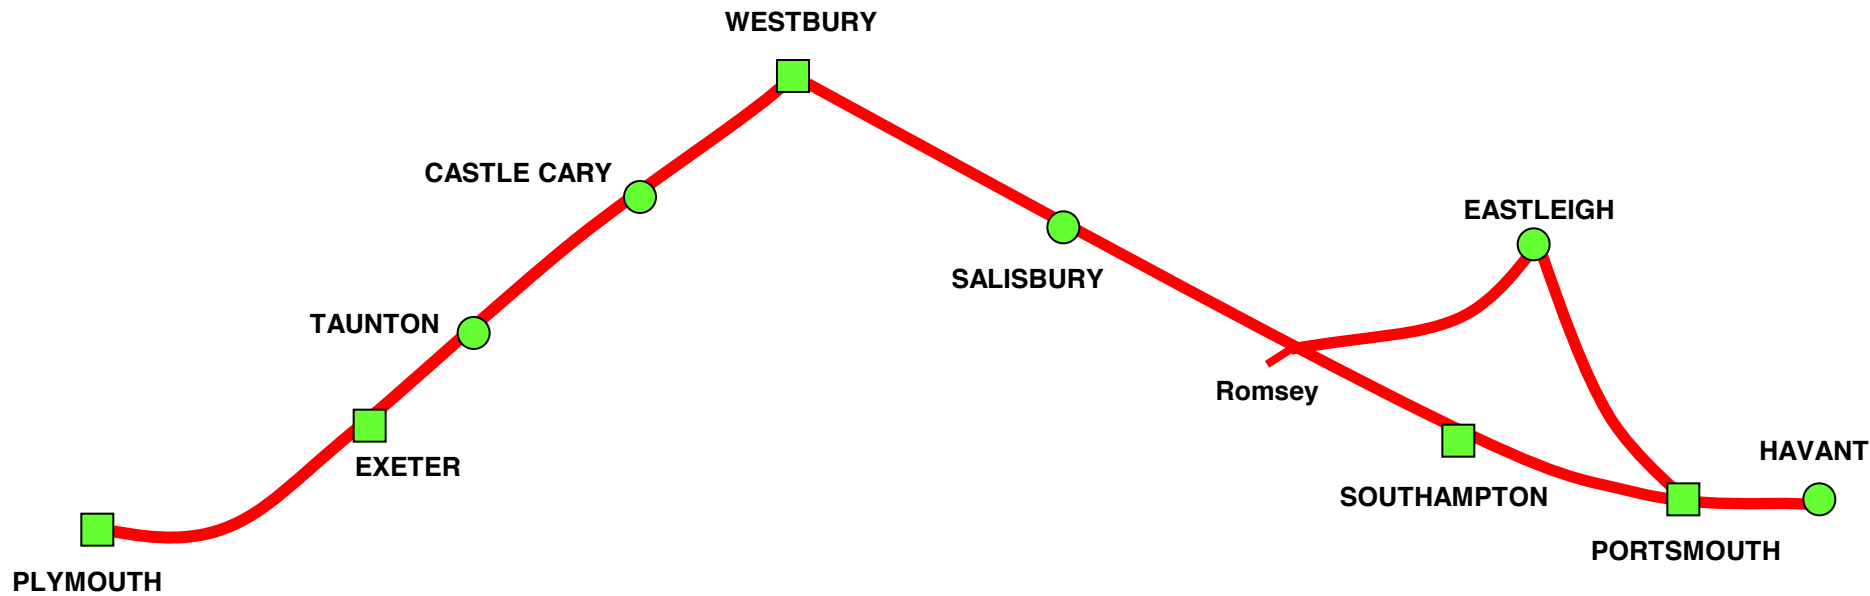 WESTBURY
CASTLE CARY
EASTLEIGH
SALISBURY
TAUNTON
Romsey
HAVANT
EXETER
SOUTHAMPTON
PORTSMOUTH
PLYMOUTH